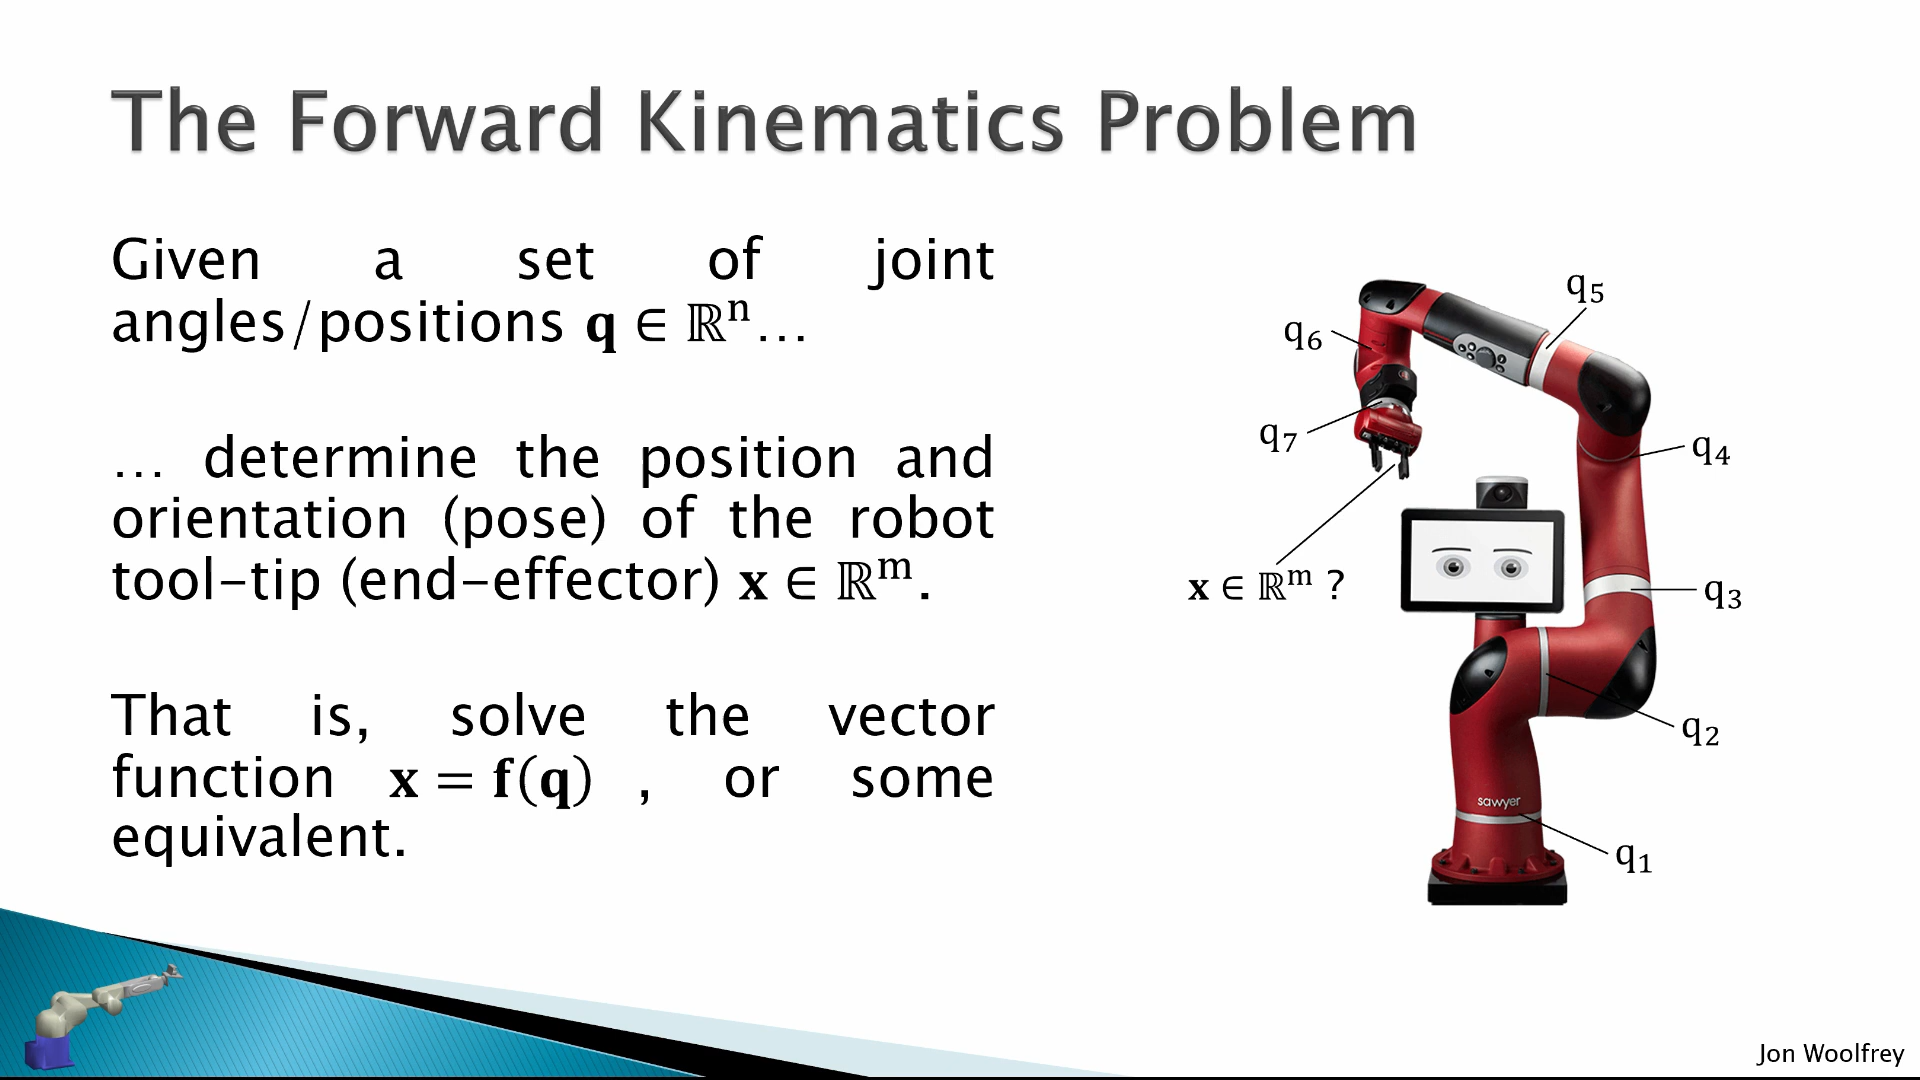 The Forward Kinematics Problem
Given a set of joint
angles/positions 𝐪 ∈ ℝⁿ…
… determine the position and
orientation (pose) of the robot
tool-tip (end-effector) 𝐱 ∈ ℝᵐ.
That is, solve the vector
function 𝐱 = 𝐟(𝐪) , or some
equivalent.
q₅
q₆
q₇
q₄
𝐱 ∈ ℝᵐ ?
q₃
q₂
sawyer
q₁
Jon Woolfrey